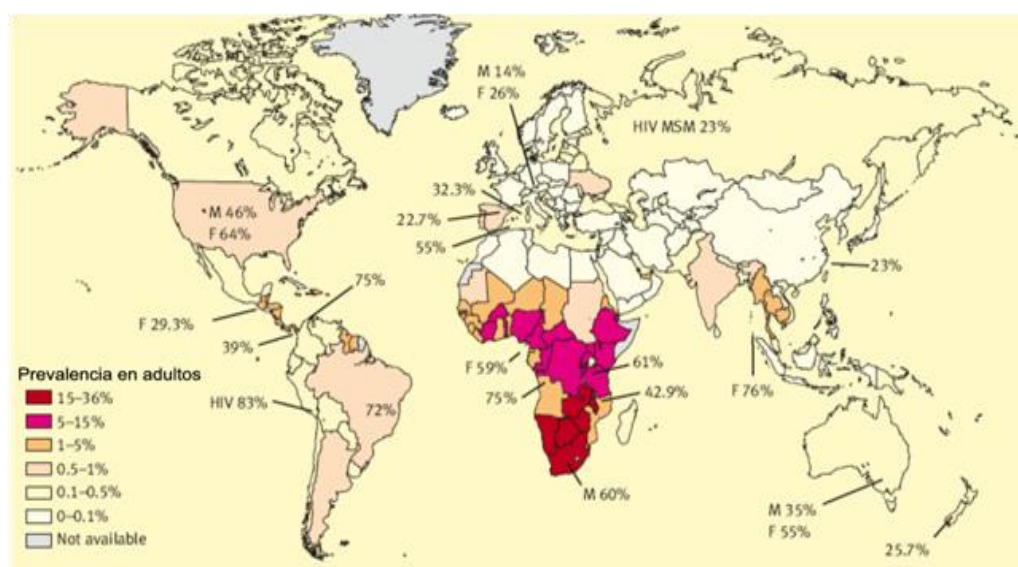 M 14%
F 26%
HIV MSM 23%
32.3%
22.7%
55%
M 46%
F 64%
75%
23%
F 29.3%
39%
F 59%
61%
75%
42.9%
F 76%
HIV 83%
72%
M 60%
M 35%
F 55%
25.7%
Prevalencia en adultos
15–36%
5–15%
1–5%
0.5–1%
0.1–0.5%
0–0.1%
Not available